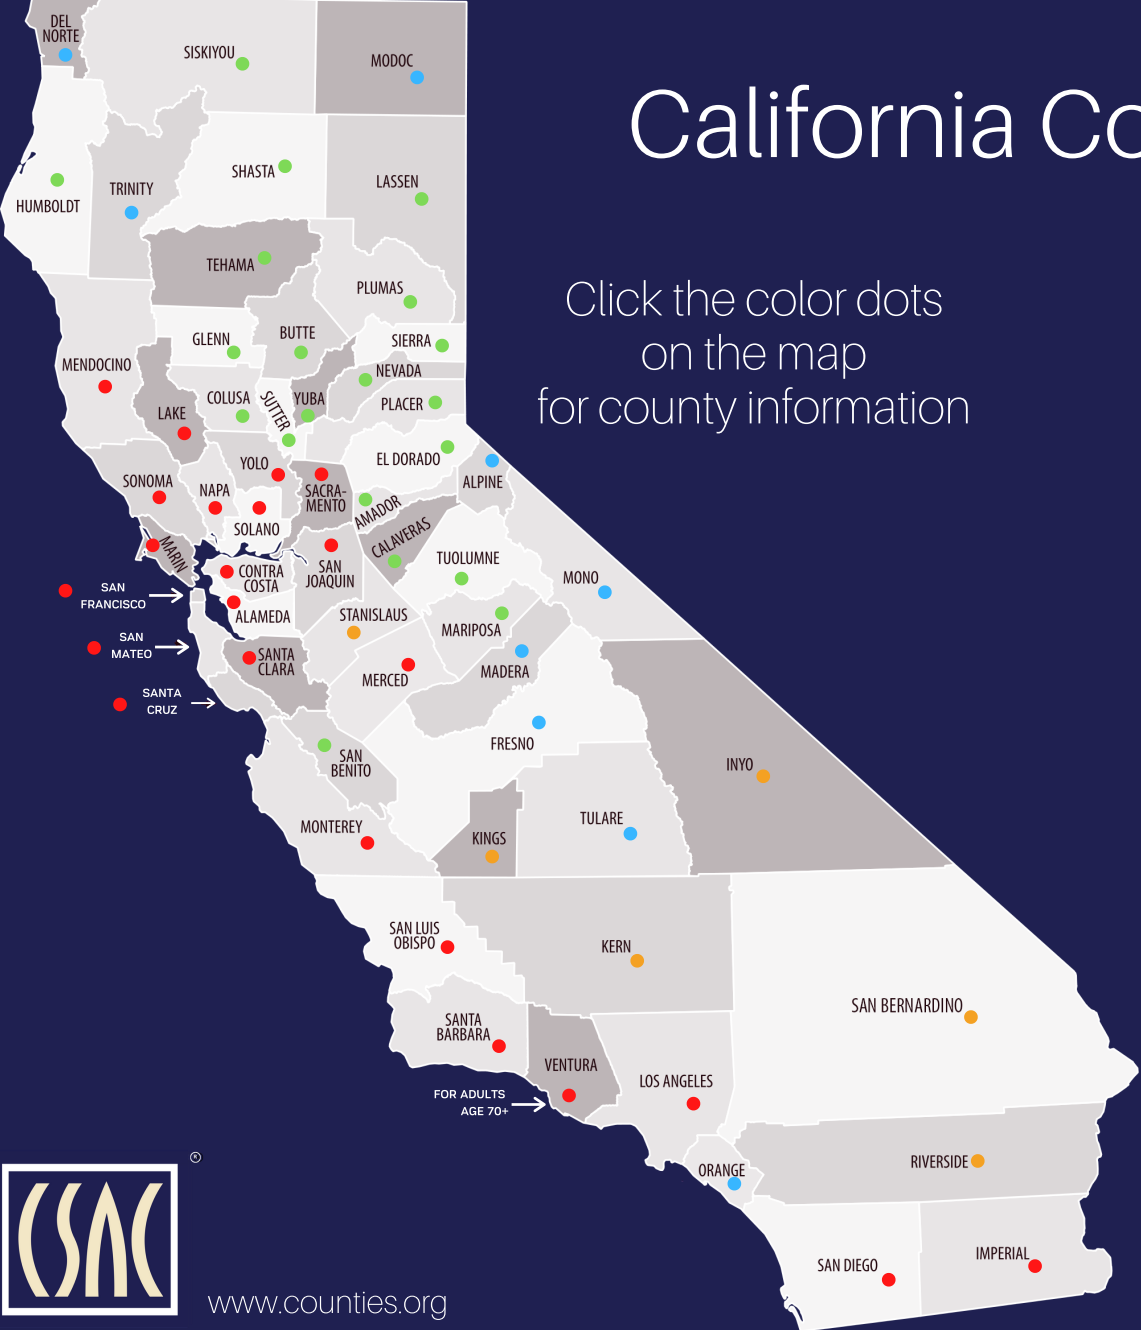 California Co
Click the color dots
on the map
for county information
DEL
NORTE
SISKIYOU
MODOC
HUMBOLDT
TRINITY
SHASTA
LASSEN
TEHAMA
PLUMAS
GLENN
BUTTE
SIERRA
MENDOCINO
NEVADA
LAKE
COLUSA
SUTTER
YUBA
PLACER
SONOMA
NAPA
YOLO
SACRA-
MENTO
EL DORADO
ALPINE
SOLANO
AMADOR
CALAVERAS
MARIN
CONTRA
COSTA
SAN
JOAQUIN
TUOLUMNE
MONO
SAN
FRANCISCO
ALAMEDA
STANISLAUS
MARIPOSA
SAN
MATEO
SANTA
CLARA
MERCED
MADERA
SANTA
CRUZ
SAN
BENITO
FRESNO
INYO
MONTEREY
KINGS
TULARE
SAN LUIS
OBISPO
KERN
SAN BERNARDINO
SANTA
BARBARA
VENTURA
LOS ANGELES
FOR ADULTS
AGE 70+
ORANGE
RIVERSIDE
SAN DIEGO
IMPERIAL
®
CSAC
www.counties.org